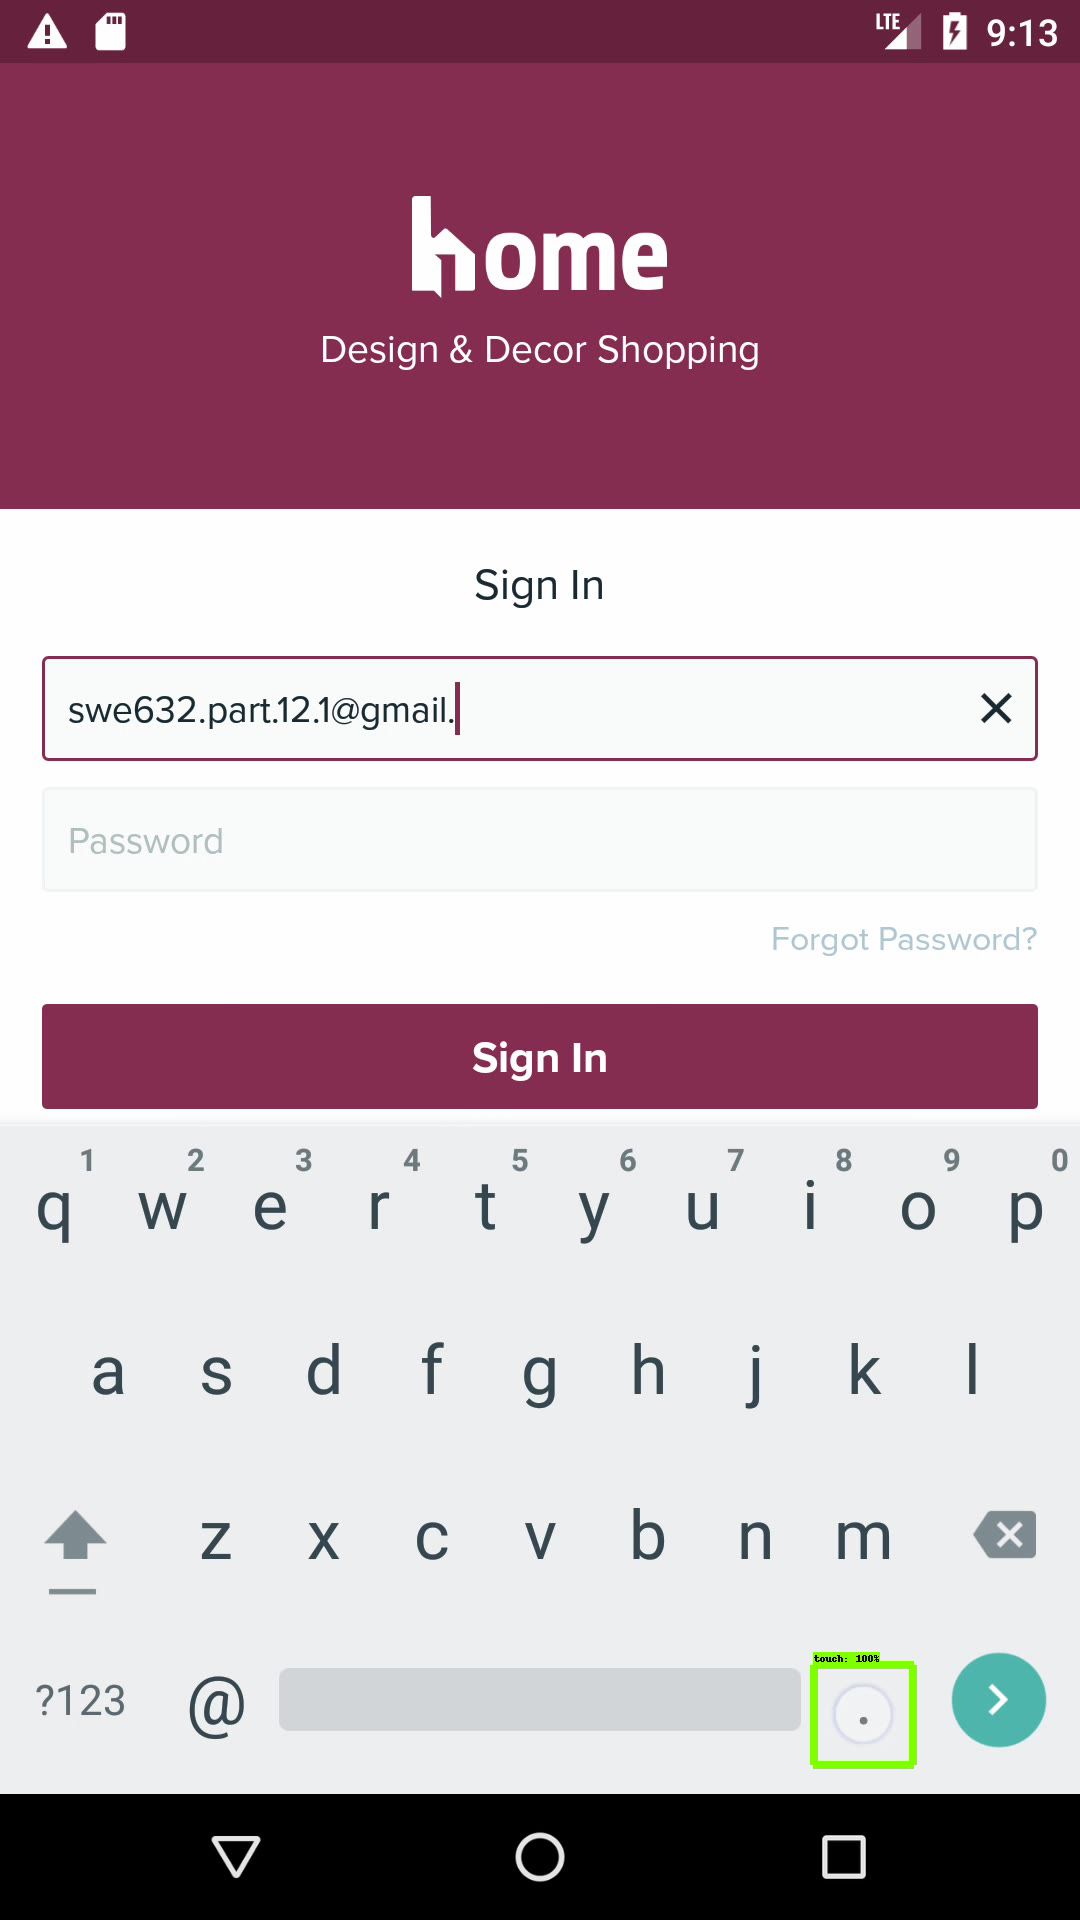 LTE 9:13
home
Design & Decor Shopping
Sign In
swe632.part.12.1@gmail.
Password
Forgot Password?
Sign In
1 2 3 4 5 6 7 8 9 0
q w e r t y u i o p
a s d f g h j k l
z x c v b n m
touch: 100%
?123 @ .